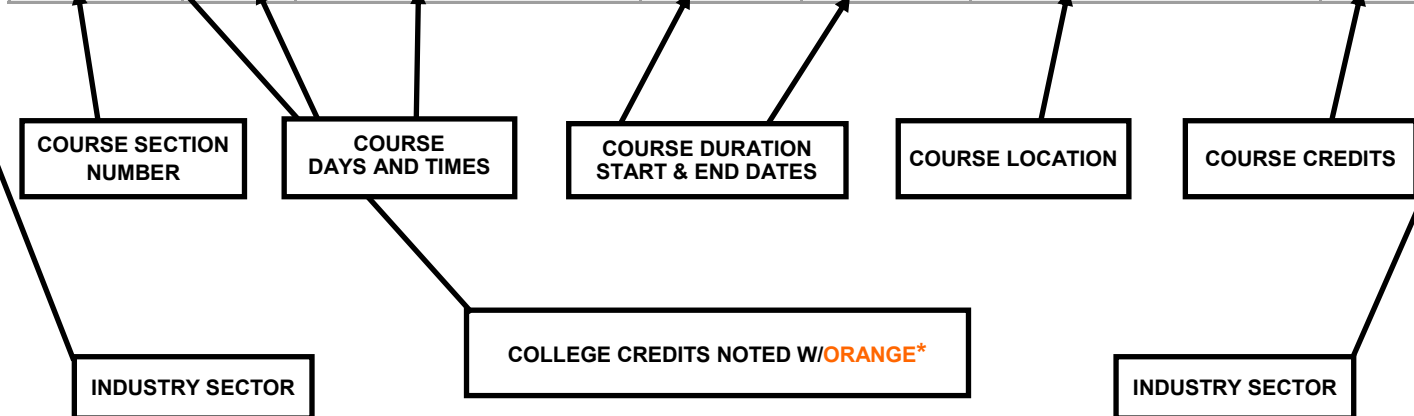 COURSE SECTION
NUMBER
COURSE
DAYS AND TIMES
COURSE DURATION
START & END DATES
COURSE LOCATION
COURSE CREDITS
COLLEGE CREDITS NOTED W/ORANGE*
INDUSTRY SECTOR
INDUSTRY SECTOR